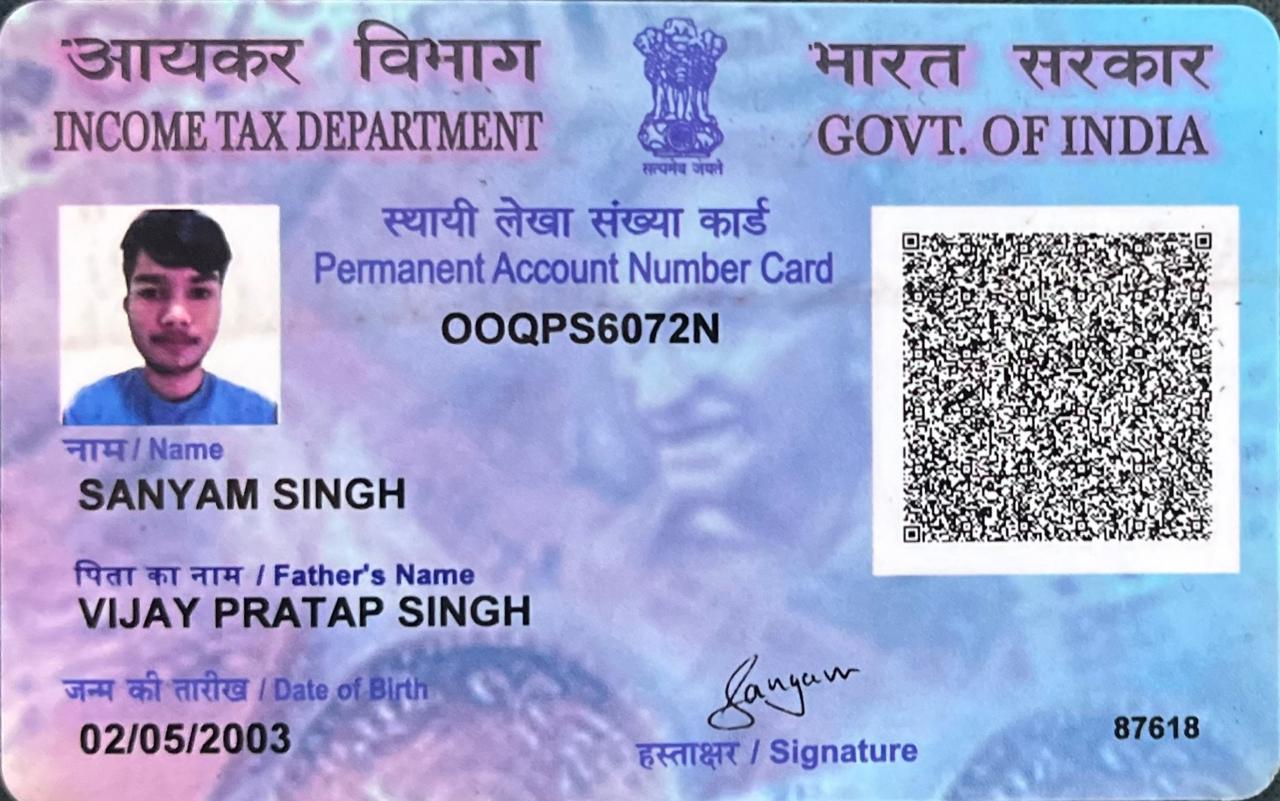 आयकर विभाग
INCOME TAX DEPARTMENT
सत्यमेव जयते
भारत सरकार
GOVT. OF INDIA
स्थायी लेखा संख्या कार्ड
Permanent Account Number Card
OOQPS6072N
नाम / Name
SANYAM SINGH
पिता का नाम / Father's Name
VIJAY PRATAP SINGH
जन्म की तारीख / Date of Birth
02/05/2003
Sanyam
हस्ताक्षर / Signature
87618